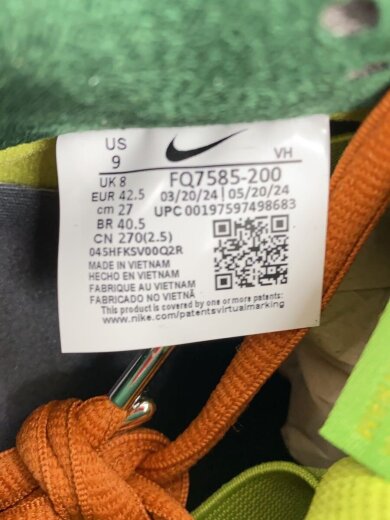 US
9
VH
UK 8
FQ7585-200
EUR 42.5
03/20/24 | 05/20/24
cm 27
UPC 00197597498683
BR 40.5
CN 270(2.5)
045HFKSV00Q2R
MADE IN VIETNAM
HECHO EN VIETNAM
FABRIQUE AU VIETNAM
FABRICADO NO VIETNÃ
This product is covered by one or more patents:
www.nike.com/patentsvirtualmarking